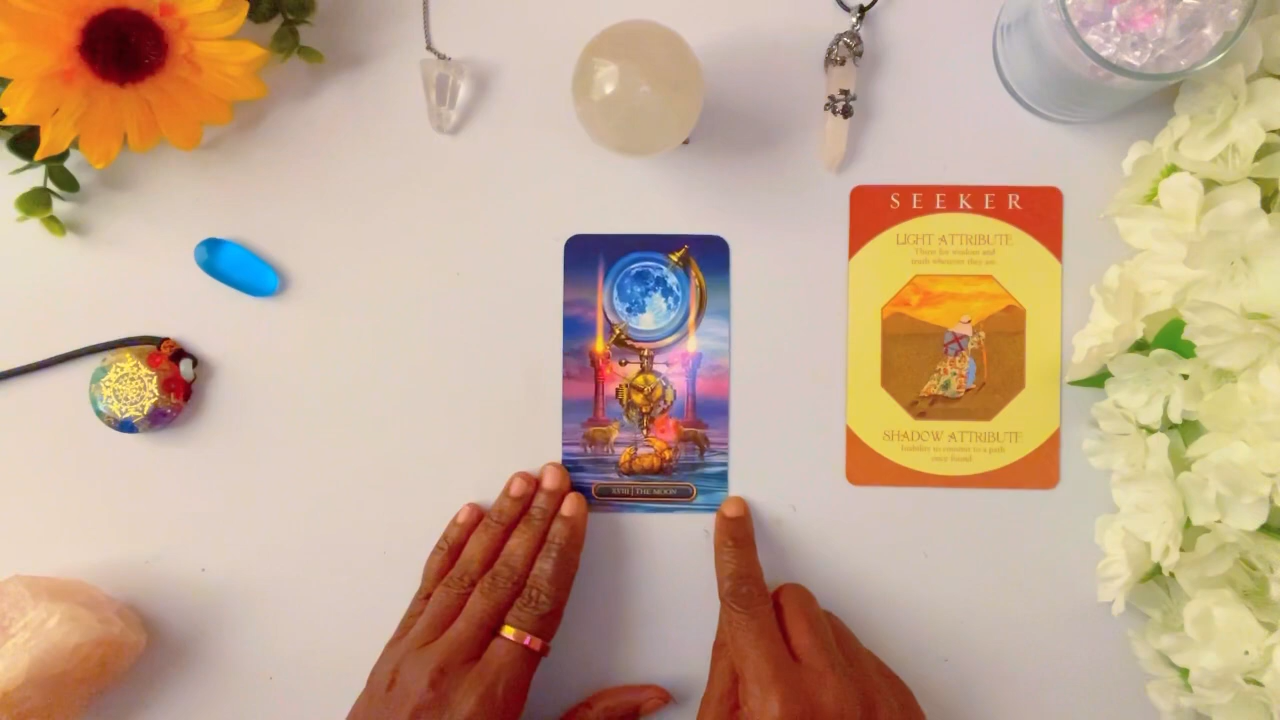 SEEKER
LIGHT ATTRIBUTE
Thirst for wisdom and
truth wherever they are
SHADOW ATTRIBUTE
Inability to commit to a path
once found
XVIII THE MOON